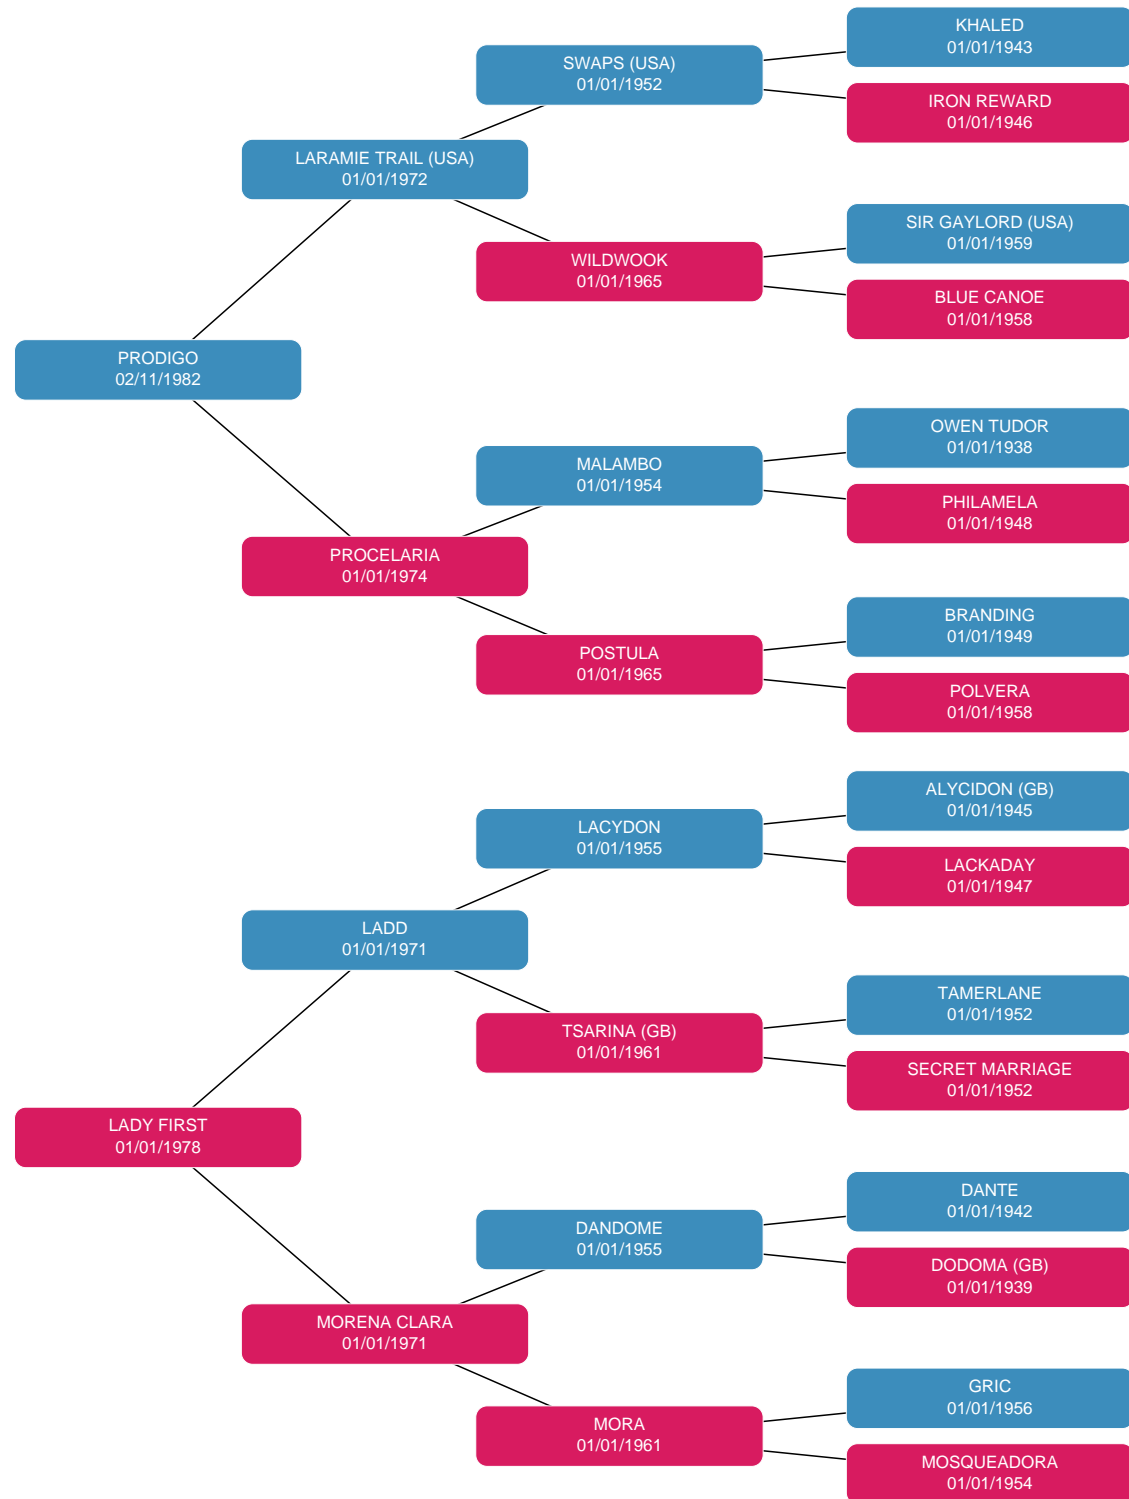 KHALED
01/01/1943
SWAPS (USA)
01/01/1952
IRON REWARD
01/01/1946
LARAMIE TRAIL (USA)
01/01/1972
SIR GAYLORD (USA)
01/01/1959
WILDWOOK
01/01/1965
BLUE CANOE
01/01/1958
PRODIGO
02/11/1982
OWEN TUDOR
01/01/1938
MALAMBO
01/01/1954
PHILAMELA
01/01/1948
PROCELARIA
01/01/1974
BRANDING
01/01/1949
POSTULA
01/01/1965
POLVERA
01/01/1958
ALYCIDON (GB)
01/01/1945
LACYDON
01/01/1955
LACKADAY
01/01/1947
LADD
01/01/1971
TAMERLANE
01/01/1952
TSARINA (GB)
01/01/1961
SECRET MARRIAGE
01/01/1952
LADY FIRST
01/01/1978
DANTE
01/01/1942
DANDOME
01/01/1955
DODOMA (GB)
01/01/1939
MORENA CLARA
01/01/1971
GRIC
01/01/1956
MORA
01/01/1961
MOSQUEADORA
01/01/1954